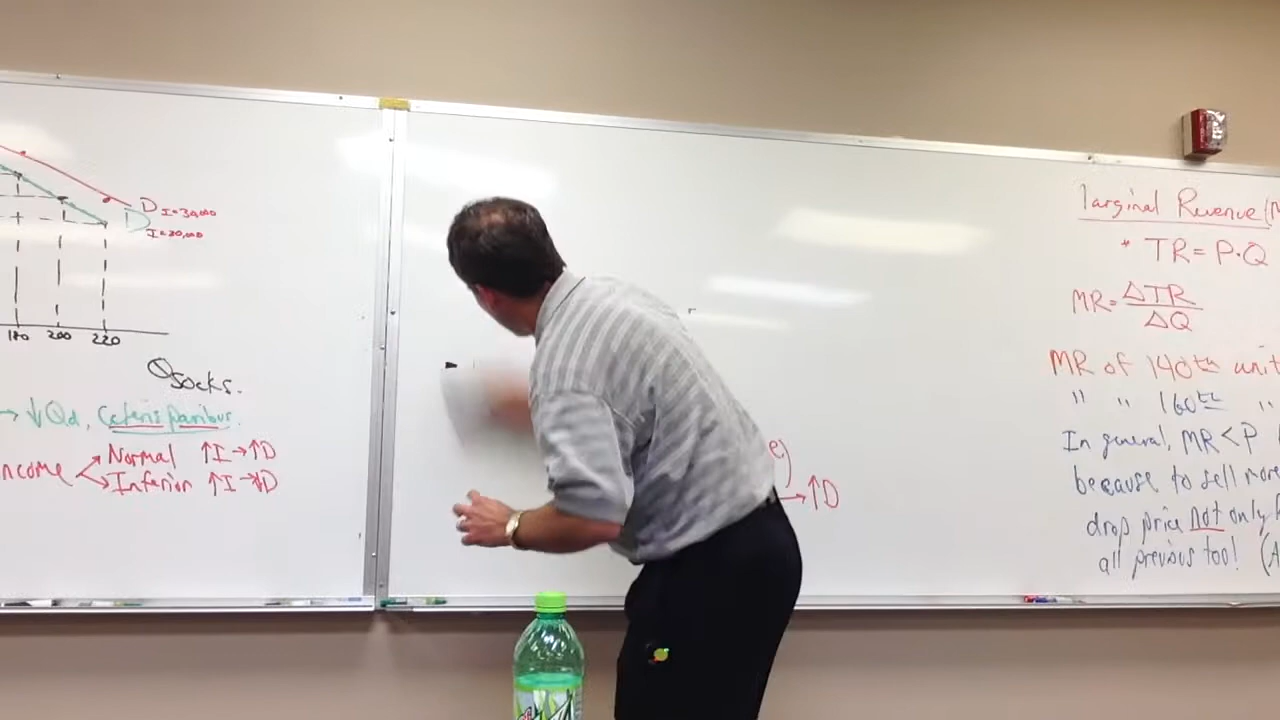 D I=30,000
D I=20,000
180 200 220
Qsocks.
→ ↓Qd, Ceteris Paribus.
Income Normal ↑I→↑D
Inferior ↑I→↓D
e)
→↑D
Marginal Revenue (M
* TR= P·Q
MR= ΔTR
ΔQ
MR of 140th unit
" " 160th "
In general, MR<P
because to sell more
drop price not only f
all previous too! (A